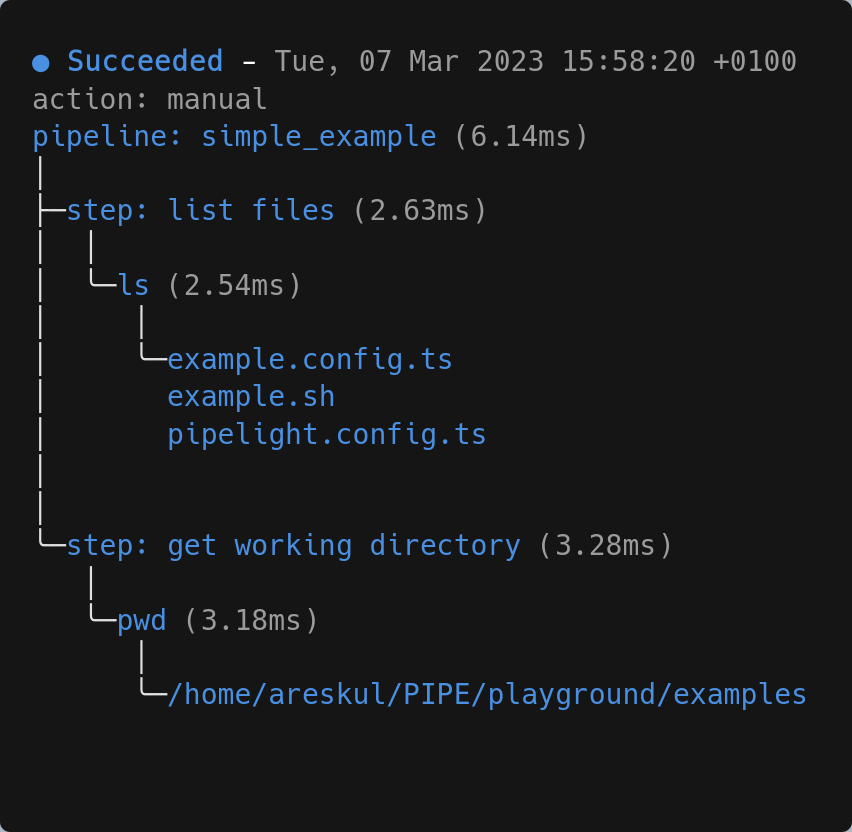 ● Succeeded - Tue, 07 Mar 2023 15:58:20 +0100
action: manual
pipeline: simple_example (6.14ms)
step: list files (2.63ms)
ls (2.54ms)
example.config.ts
example.sh
pipelight.config.ts
step: get working directory (3.28ms)
pwd (3.18ms)
/home/areskul/PIPE/playground/examples